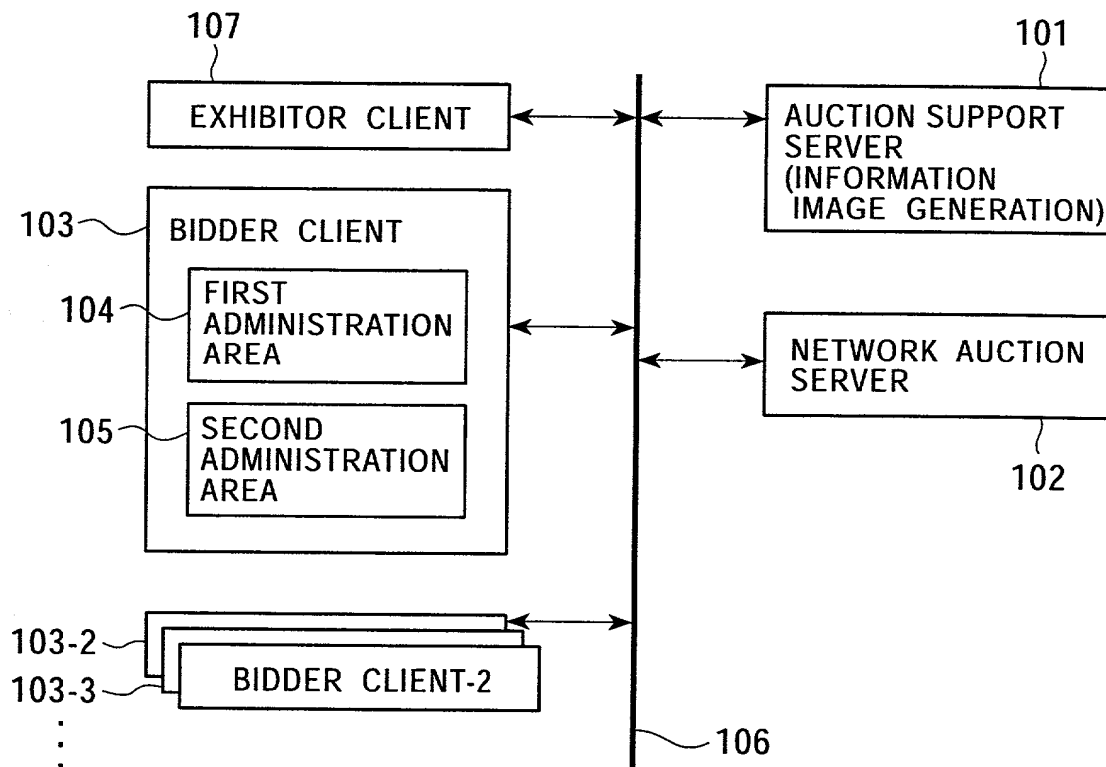 107
EXHIBITOR CLIENT
101
AUCTION SUPPORT
SERVER
(INFORMATION
IMAGE GENERATION)
103
BIDDER CLIENT
104
FIRST
ADMINISTRATION
AREA
105
SECOND
ADMINISTRATION
AREA
NETWORK AUCTION
SERVER
102
103-2
103-3
BIDDER CLIENT-2
106